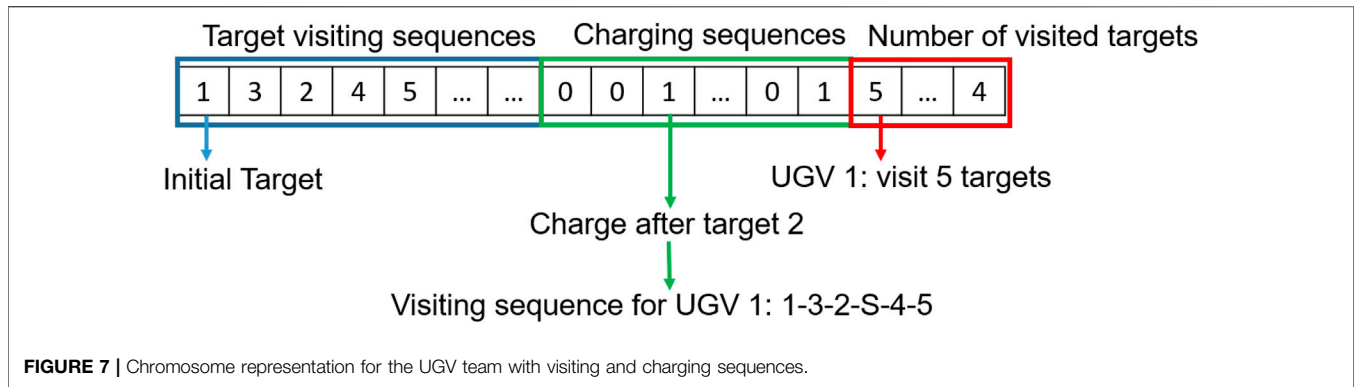 Target visiting sequences Charging sequences Number of visited targets
1 3 2 4 5 ... ... 0 0 1 ... 0 1 5 ... 4
Initial Target
UGV 1: visit 5 targets
Charge after target 2
Visiting sequence for UGV 1: 1-3-2-S-4-5
FIGURE 7 | Chromosome representation for the UGV team with visiting and charging sequences.